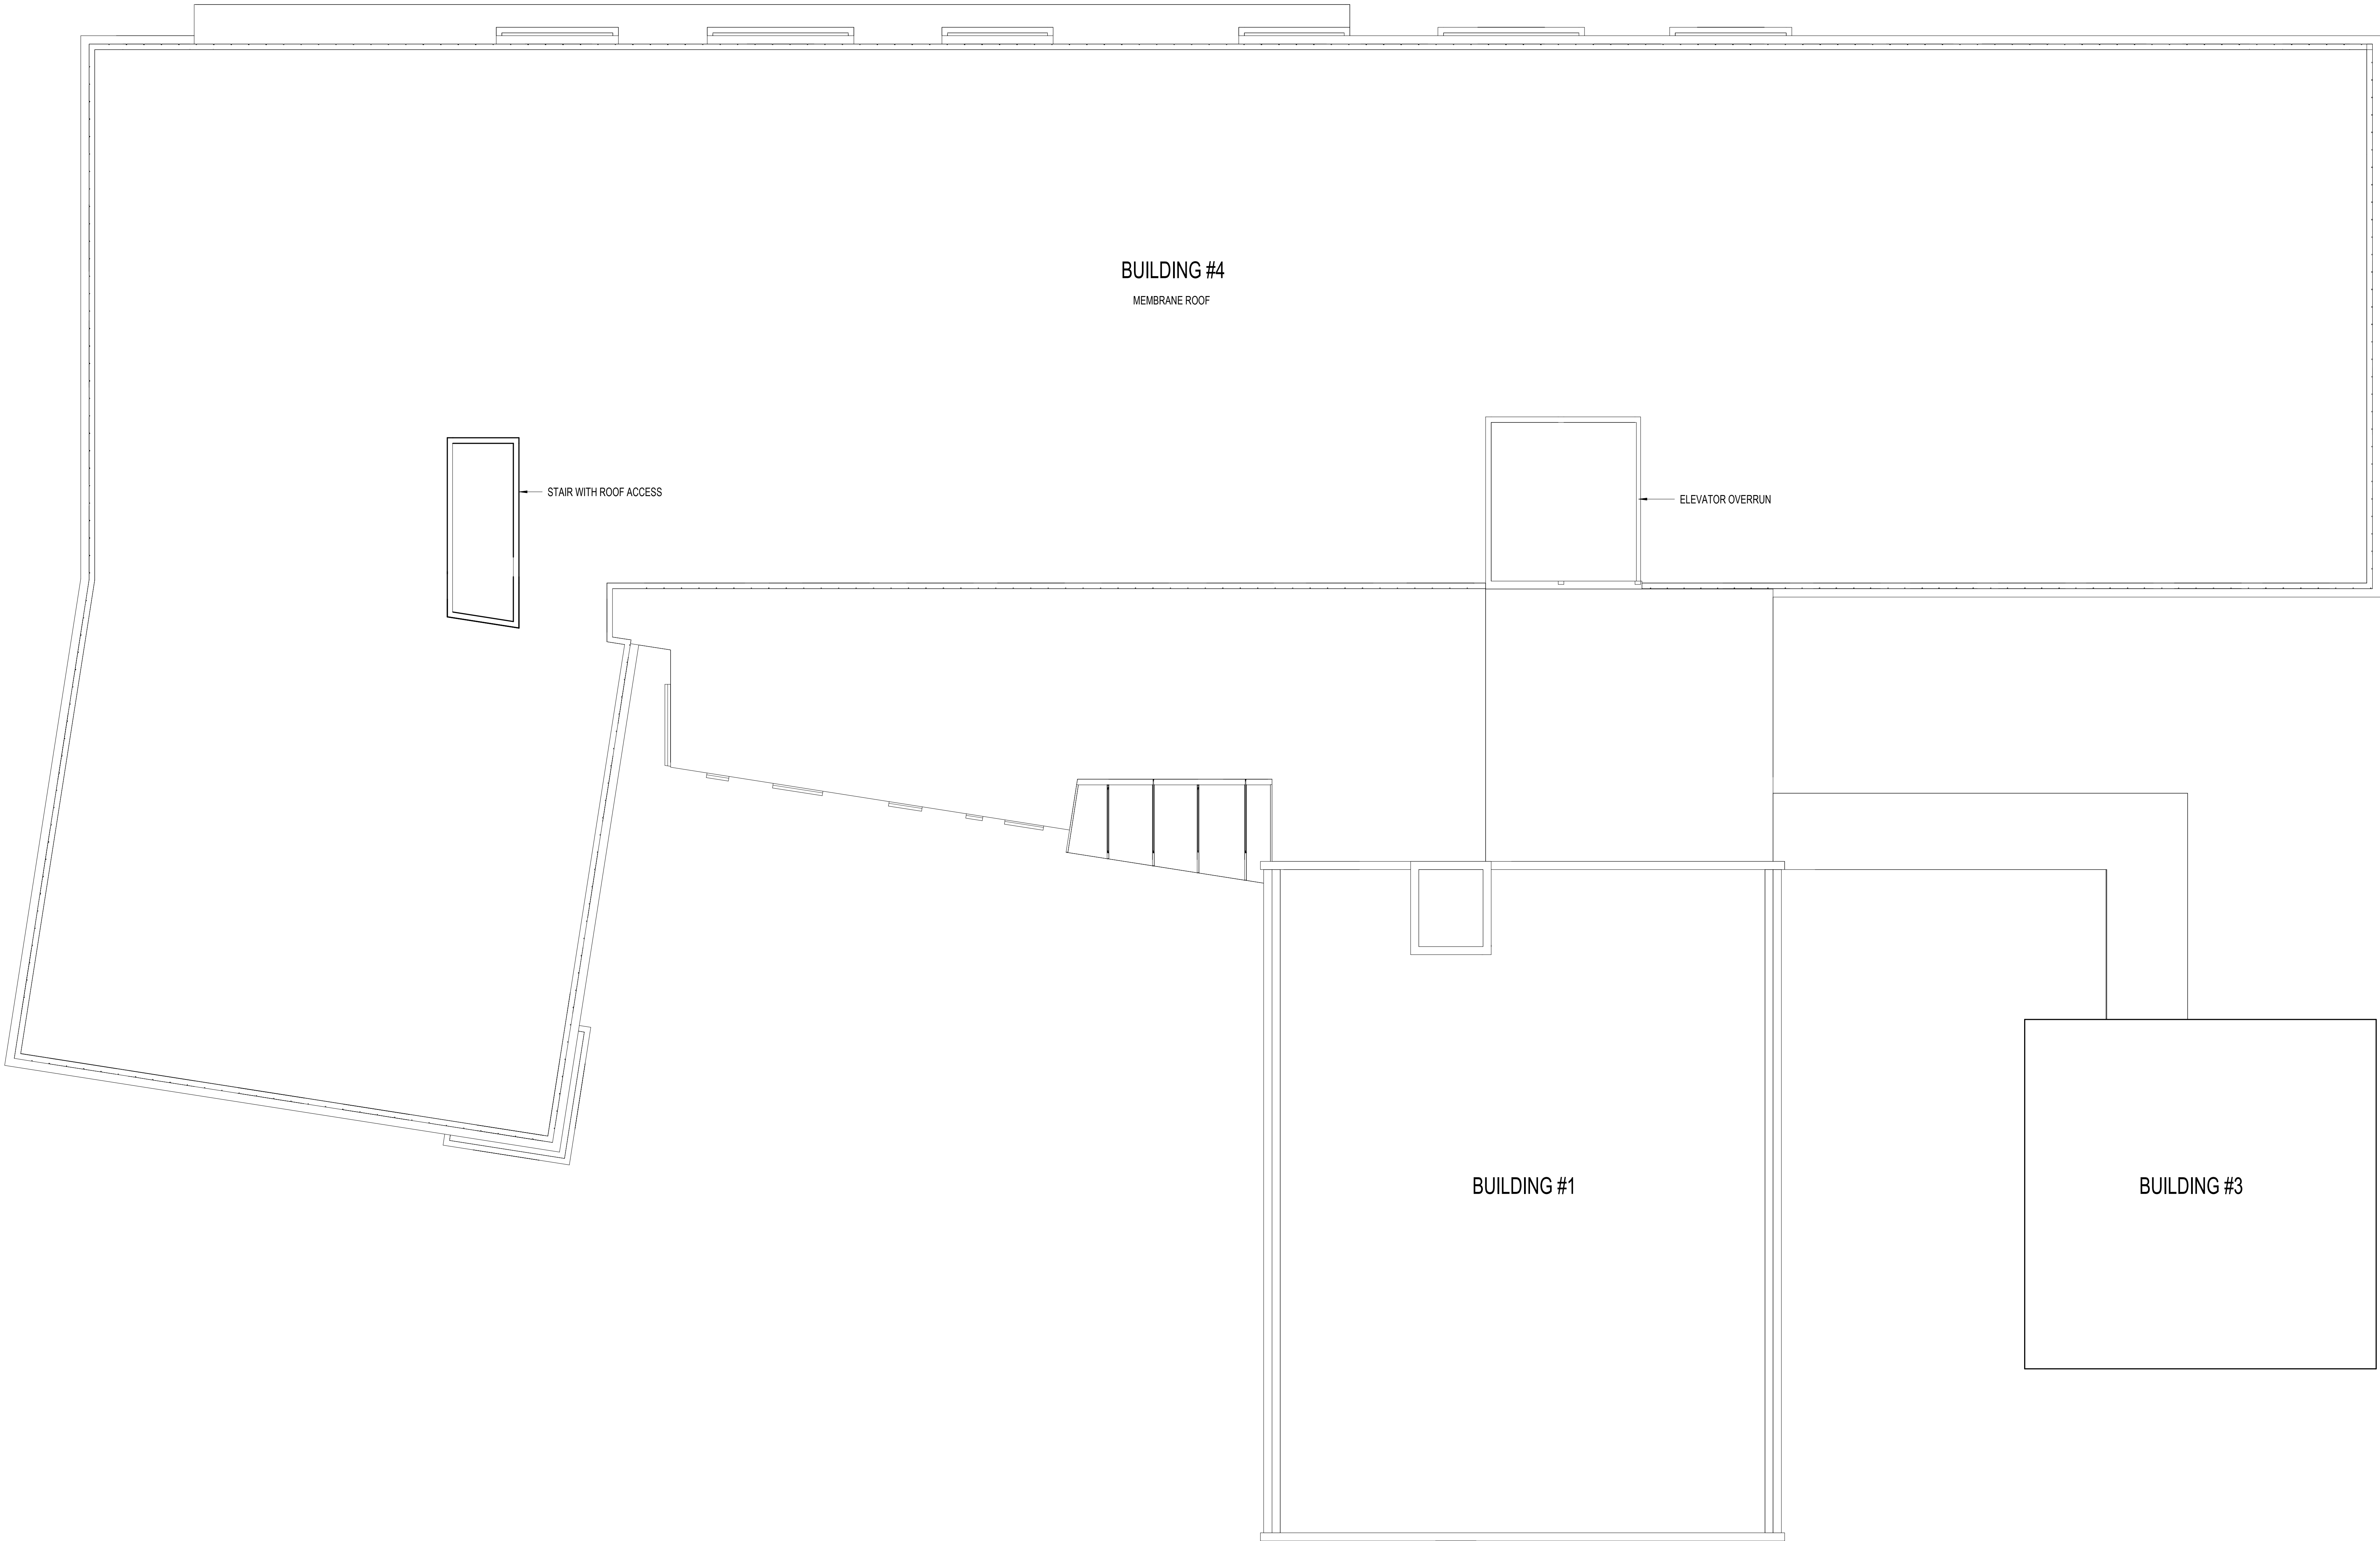 BUILDING #4
MEMBRANE ROOF
STAIR WITH ROOF ACCESS
ELEVATOR OVERRUN
BUILDING #1
BUILDING #3